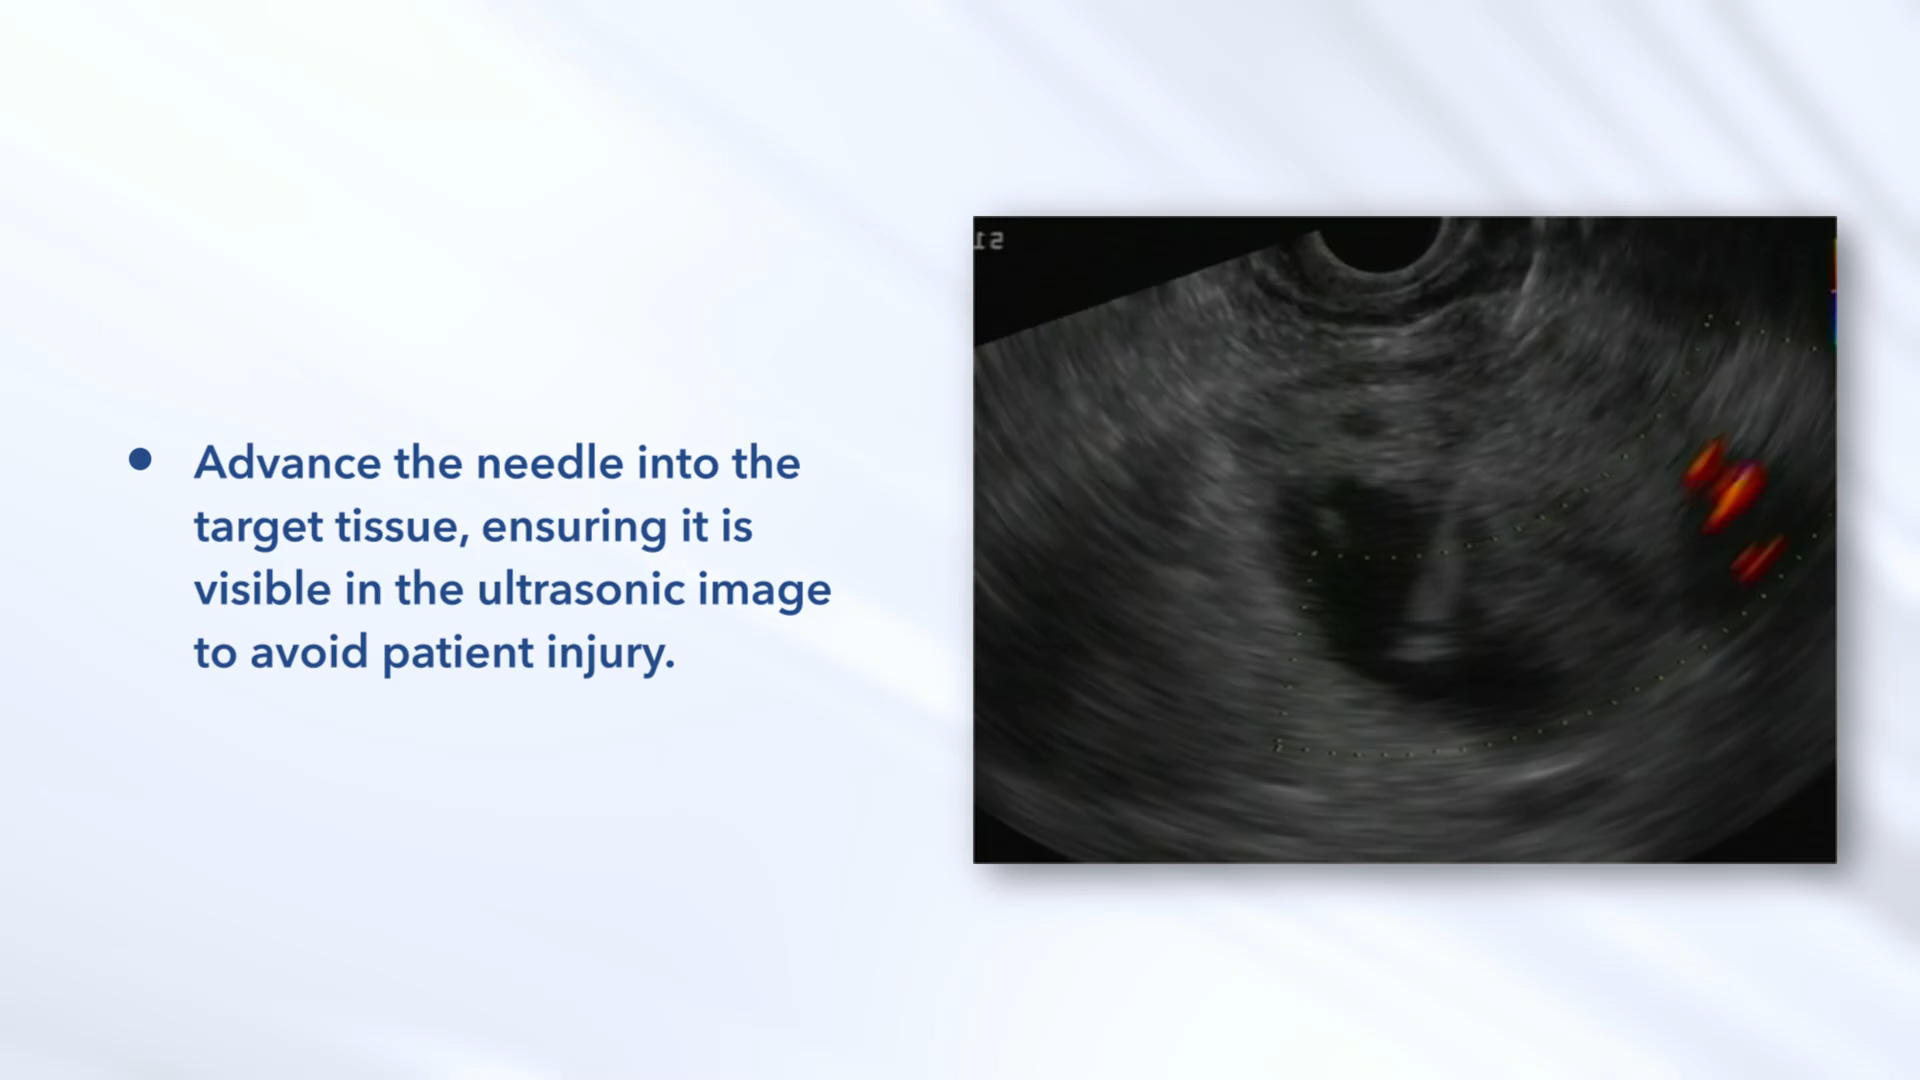 Advance the needle into the
target tissue, ensuring it is
visible in the ultrasonic image
to avoid patient injury.